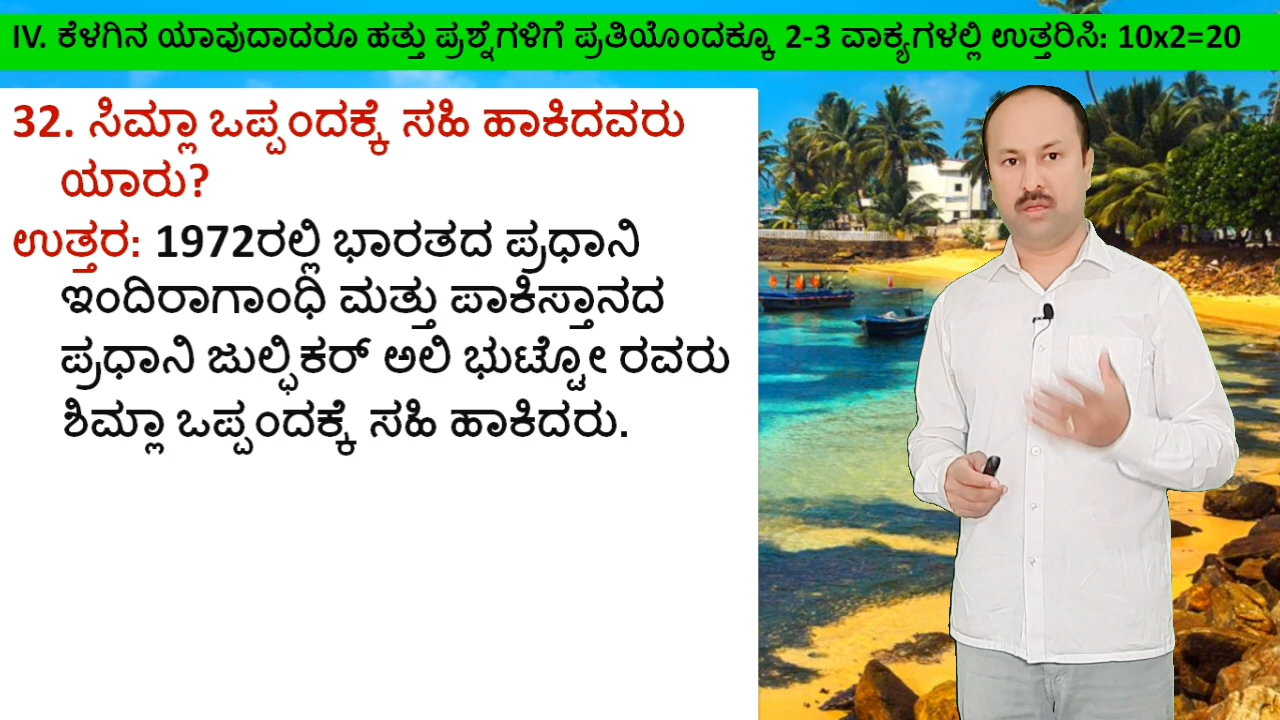 IV. ಕೆಳಗಿನ ಯಾವುದಾದರೂ ಹತ್ತು ಪ್ರಶ್ನೆಗಳಿಗೆ ಪ್ರತಿಯೊಂದಕ್ಕೂ 2-3 ವಾಕ್ಯಗಳಲ್ಲಿ ಉತ್ತರಿಸಿ: 10x2=20
32. ಸಿಮ್ಲಾ ಒಪ್ಪಂದಕ್ಕೆ ಸಹಿ ಹಾಕಿದವರು
ಯಾರು?
ಉತ್ತರ: 1972ರಲ್ಲಿ ಭಾರತದ ಪ್ರಧಾನಿ
ಇಂದಿರಾಗಾಂಧಿ ಮತ್ತು ಪಾಕಿಸ್ತಾನದ
ಪ್ರಧಾನಿ ಜುಲ್ಫಿಕರ್ ಅಲಿ ಭುಟ್ಟೋ ರವರು
ಶಿಮ್ಲಾ ಒಪ್ಪಂದಕ್ಕೆ ಸಹಿ ಹಾಕಿದರು.